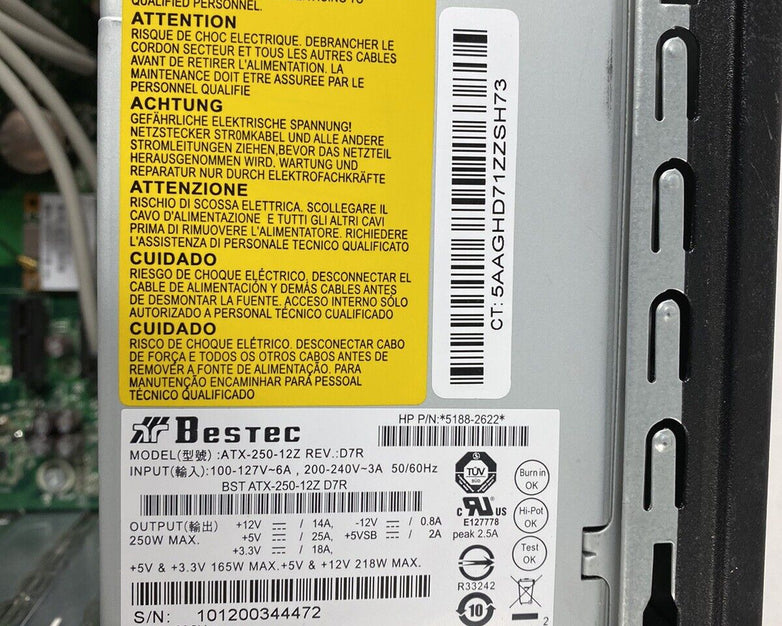 QUALIFIED PERSONNEL.
ATTENTION
RISQUE DE CHOC ELECTRIQUE. DEBRANCHER LE
CORDON SECTEUR ET TOUS LES AUTRES CABLES
AVANT DE RETIRER L'ALIMENTATION. LA
MAINTENANCE DOIT ETRE ASSUREE PAR LE
PERSONNEL QUALIFIE
ACHTUNG
GEFÄHRLICHE ELEKTRISCHE SPANNUNG!
NETZSTECKER STROMKABEL UND ALLE ANDERE
STROMLEITUNGEN ZIEHEN,BEVOR DAS NETZTEIL
HERAUSGENOMMEN WIRD. WARTUNG UND
REPARATUR NUR DURCH ELEKTROFACHKRÄFTE
ATTENZIONE
RISCHIO DI SCOSSA ELETTRICA. SCOLLEGARE IL
CAVO D'ALIMENTAZIONE E TUTTI GLI ALTRI CAVI
PRIMA DI RIMUOVERE L'ALIMENTATORE. RICHIEDERE
L'ASSISTENZA DI PERSONALE TECNICO QUALIFICATO
CUIDADO
RIESGO DE CHOQUE ELÉCTRICO. DESCONECTAR EL
CABLE DE ALIMENTACIÓN Y DEMÁS CABLES ANTES
DE DESMONTAR LA FUENTE. ACCESO INTERNO SÓLO
AUTORIZADO A PERSONAL TÉCNICO CUALIFICADO
CUIDADO
RISCO DE CHOQUE ELÉTRICO. DESCONECTAR CABO
DE FORÇA E TODOS OS OTROS CABOS ANTES DE
REMOVÉR A FONTE DE ALIMENTAÇÃO. PARA
MANUTENÇÃO ENCAMINHAR PARÁ PESSOAL
TÉCNICO QUALIFICADO
CT: 5AAGHD71ZZSH73
BESTEC
HP P/N:*5188-2622*
MODEL(型號) :ATX-250-12Z REV.:D7R
INPUT(輸入):100-127V~6A , 200-240V~3A 50/60Hz
BST ATX-250-12Z D7R
OUTPUT(輸出) +12V / 14A, -12V / 0.8A
250W MAX. +5V / 25A, +5VSB / 2A peak 2.5A
+3.3V / 18A,
+5V & +3.3V 165W MAX.+5V & +12V 218W MAX.
S/N: 101200344472
TÜV
SÜD
C RU US
E127778
R33242
10
Burn in
OK
Hi-Pot
OK
Test
OK
2